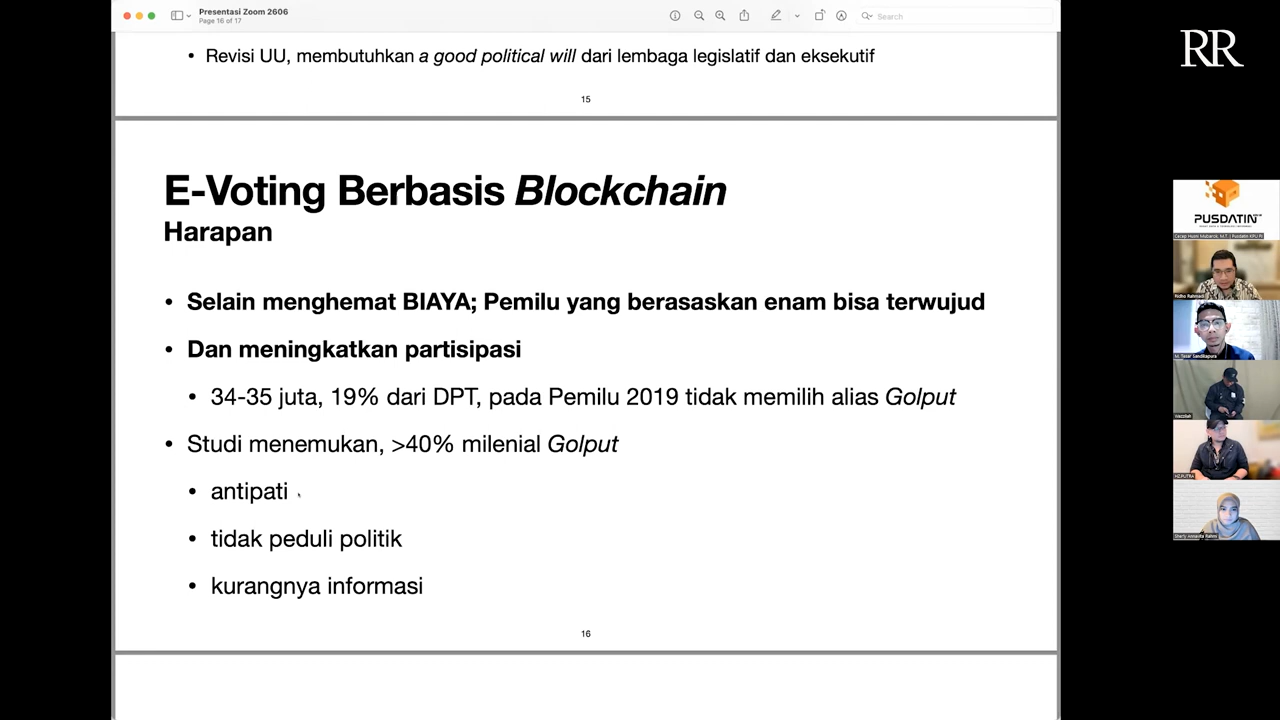 Presentasi Zoom 2606
Page 16 of 17
Search
RR
• Revisi UU, membutuhkan a good political will dari lembaga legislatif dan eksekutif
15
E-Voting Berbasis Blockchain
Harapan
• Selain menghemat BIAYA; Pemilu yang berasaskan enam bisa terwujud
• Dan meningkatkan partisipasi
• 34-35 juta, 19% dari DPT, pada Pemilu 2019 tidak memilih alias Golput
• Studi menemukan, >40% milenial Golput
• antipati
• tidak peduli politik
• kurangnya informasi
16
PUSDATIN
Ridho Rahmadi